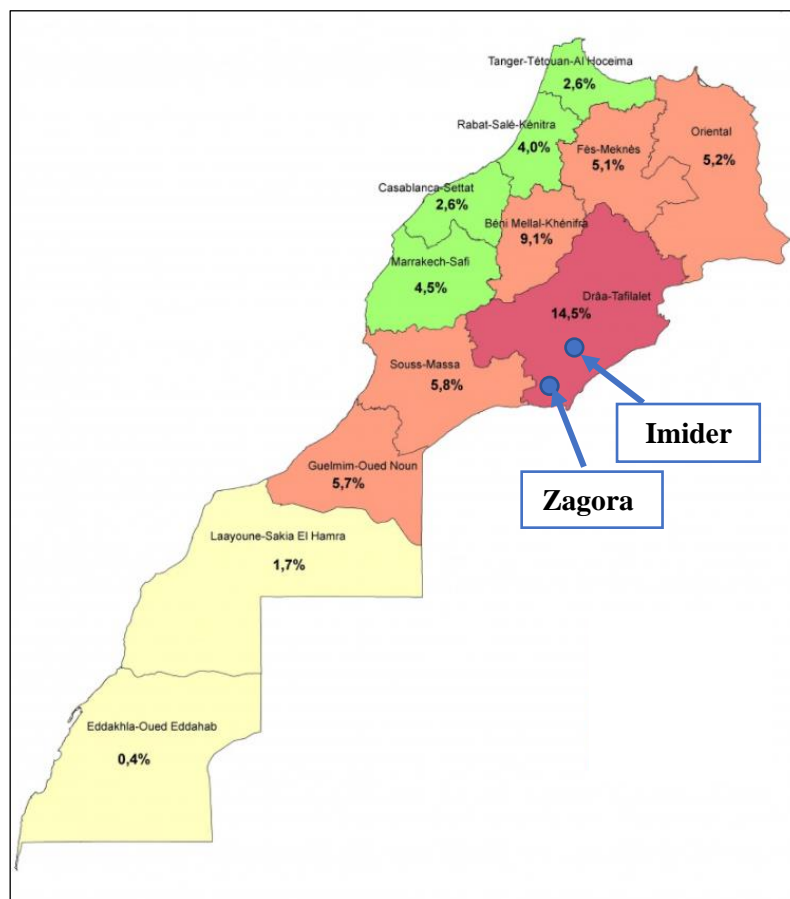 Tanger-Tétouan-Al Hoceima
2,6%
Rabat-Salé-Kénitra
4,0%
Fès-Meknès
5,1%
Oriental
5,2%
Casablanca-Settat
2,6%
Béni Mellal-Khénifra
9,1%
Marrakech-Safi
4,5%
Drâa-Tafilalet
14,5%
Souss-Massa
5,8%
Imider
Zagora
Guelmim-Oued Noun
5,7%
Laayoune-Sakia El Hamra
1,7%
Eddakhla-Oued Eddahab
0,4%